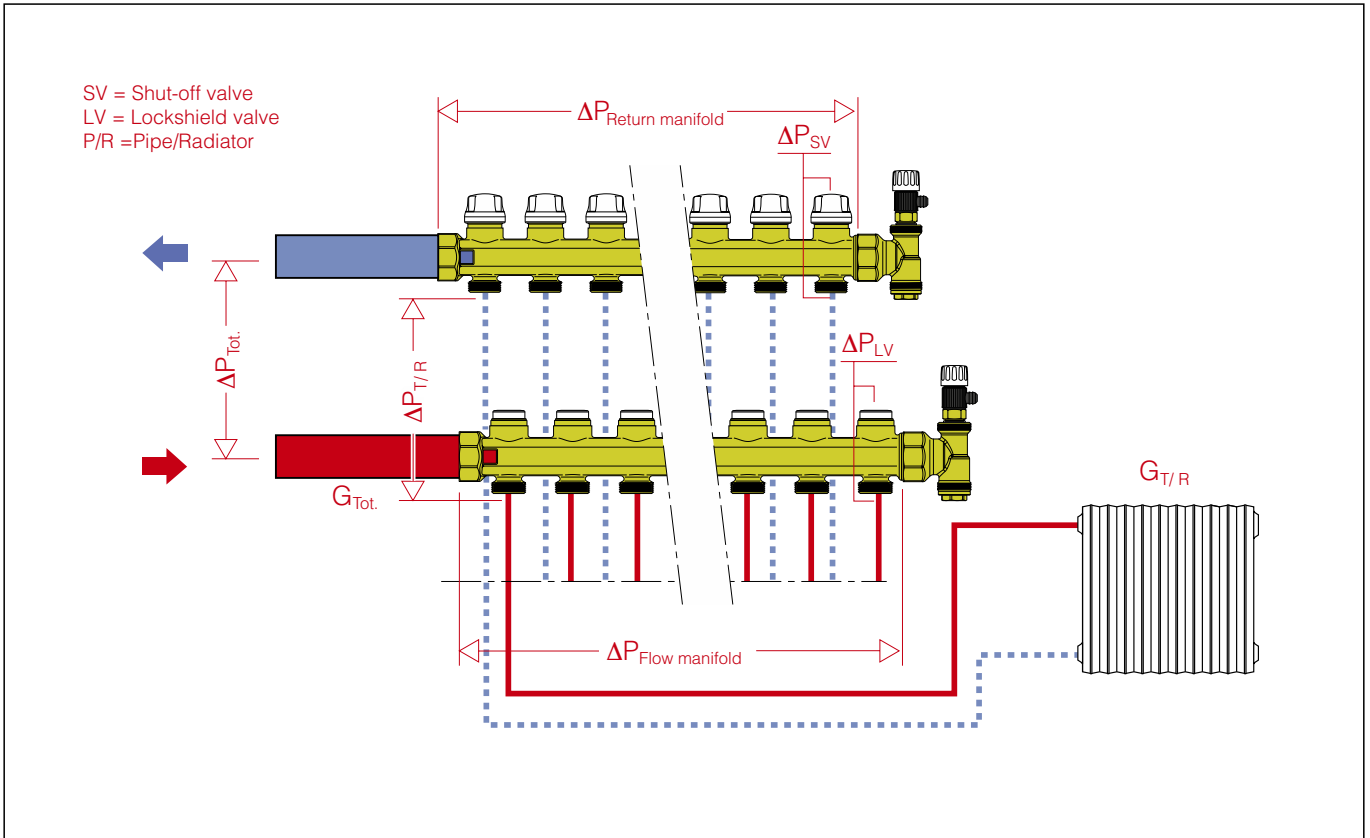 SV = Shut-off valve
LV = Lockshield valve
P/R =Pipe/Radiator
ΔPReturn manifold
ΔPSV
ΔPTot.
ΔPT/ R
ΔPLV
GTot.
GT/ R
ΔPFlow manifold